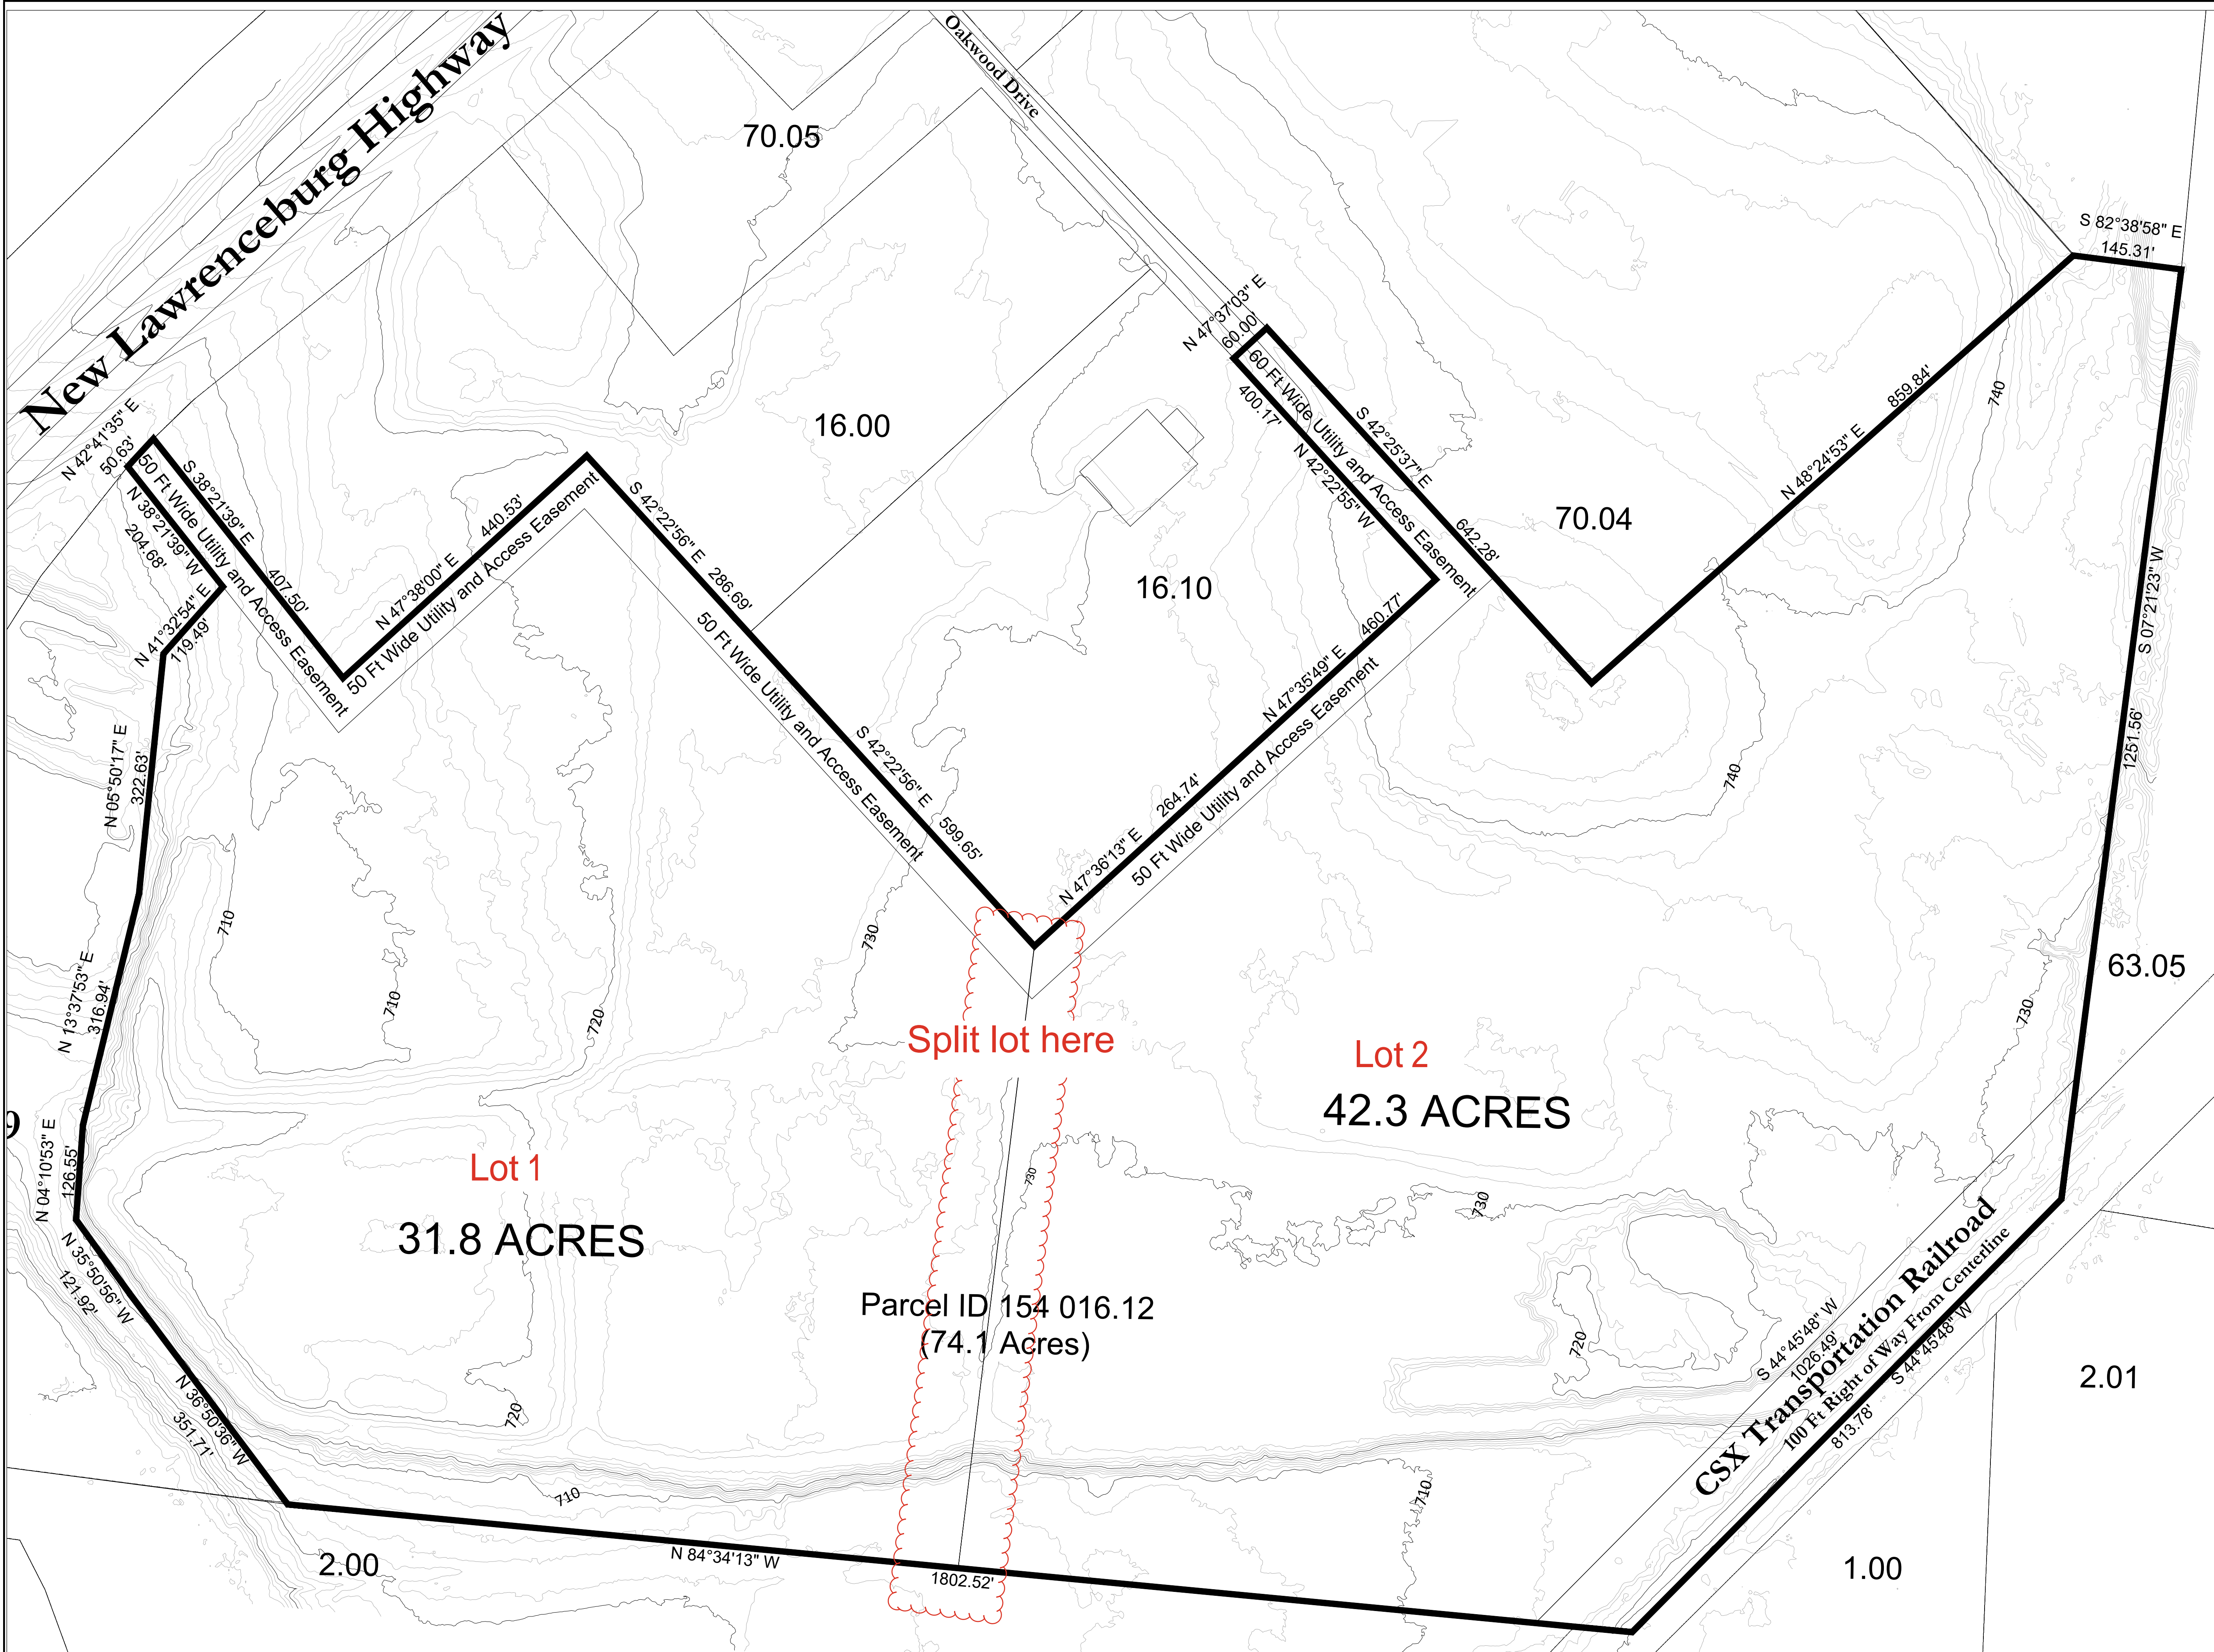 New Lawrenceburg Highway
Oakwood Drive
70.05
S 82°38'58" E
145.31'
N 47°37'03" E
60.00'
60 Ft Wide Utility and Access Easement
400.17'
N 42°22'55" W
S 42°25'37" E
642.28'
859.84'
N 48°24'53" E
740
16.00
70.04
16.10
N 42°41'35" E
50.63'
50 Ft Wide Utility and Access Easement
S 38°21'39" E
407.50'
N 38°21'39" W
204.68'
N 41°32'54" E
119.49'
N 47°38'00" E
440.53'
50 Ft Wide Utility and Access Easement
S 42°22'56" E
286.69'
50 Ft Wide Utility and Access Easement
S 42°22'56" E
599.65'
N 47°35'49" E
460.77'
N 47°36'13" E
264.74'
50 Ft Wide Utility and Access Easement
740
S 07°21'23" W
1251.56'
N 05°50'17" E
322.63'
N 13°37'53" E
316.94'
710
710
720
730
730
63.05
Split lot here
Lot 2
42.3 ACRES
9
N 04°10'53" E
126.55'
Lot 1
31.8 ACRES
730
730
Parcel ID 154 016.12
(74.1 Acres)
N 35°50'56" W
121.92'
N 36°50'36" W
351.71'
720
720
710
710
S 44°45'48" W
1026.49'
CSX Transportation Railroad
100 Ft Right of Way From Centerline
S 44°45'48" W
813.78'
2.01
1.00
2.00
N 84°34'13" W
1802.52'